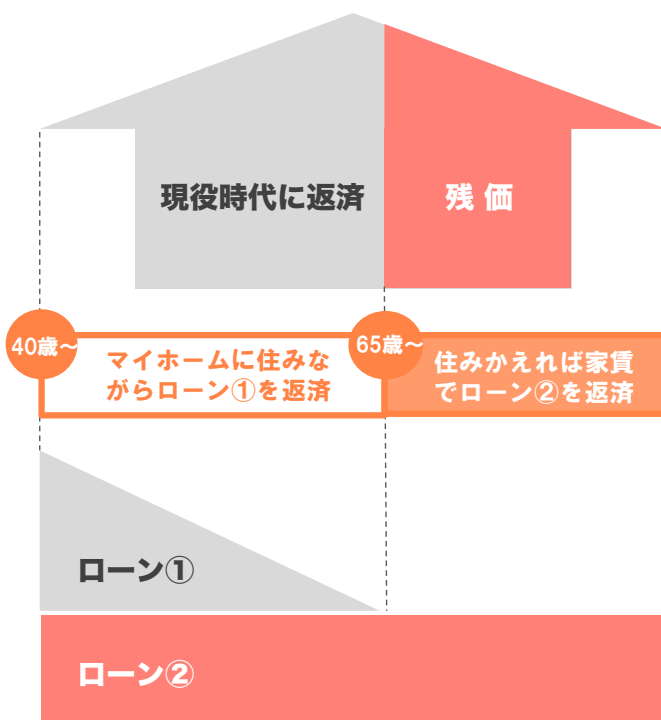 現役時代に返済
残価
40歳〜
マイホームに住みな
がらローン①を返済
65歳〜
住みかえれば家賃
でローン②を返済
ローン①
ローン②